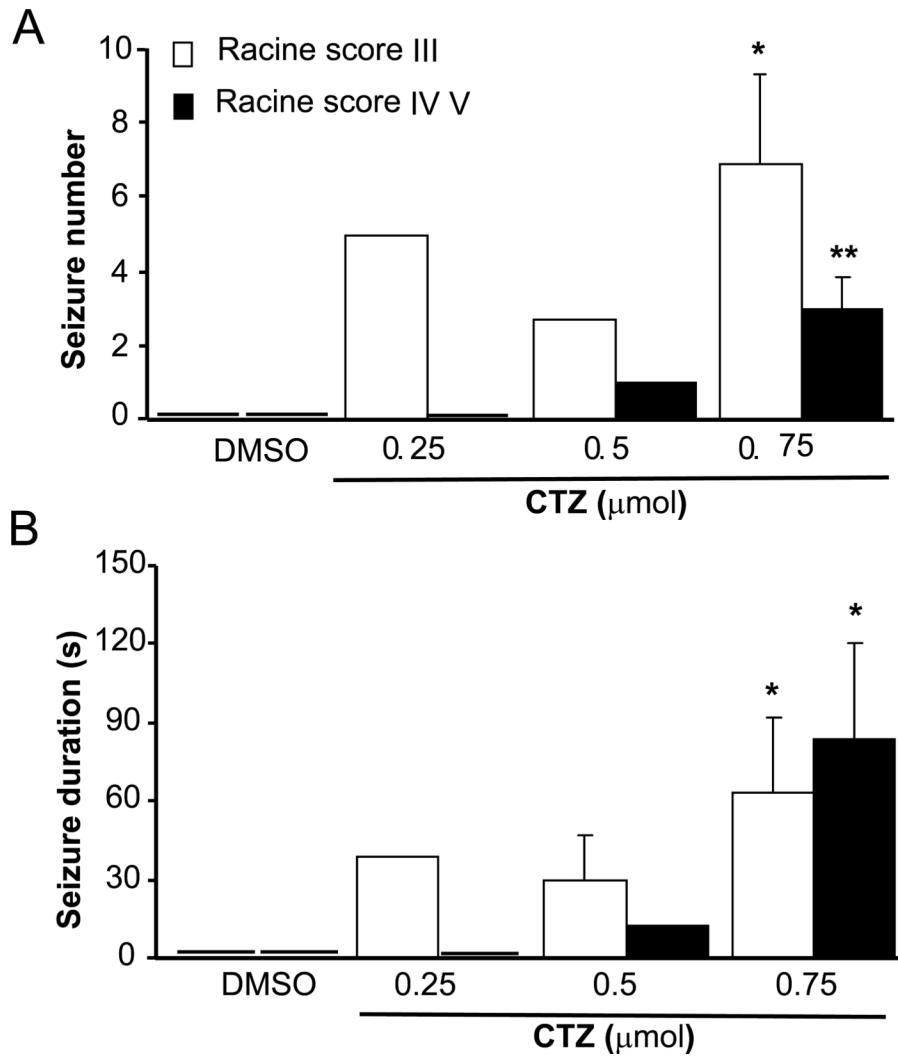 A
10
Racine score III
*
Racine score IV V
8
6
**
4
2
0
Seizure number
DMSO
0.25
0.5
0. 75
CTZ (μmol)
B
150
*
120
*
90
60
30
0
Seizure duration (s)
DMSO
0.25
0.5
0.75
CTZ (μmol)